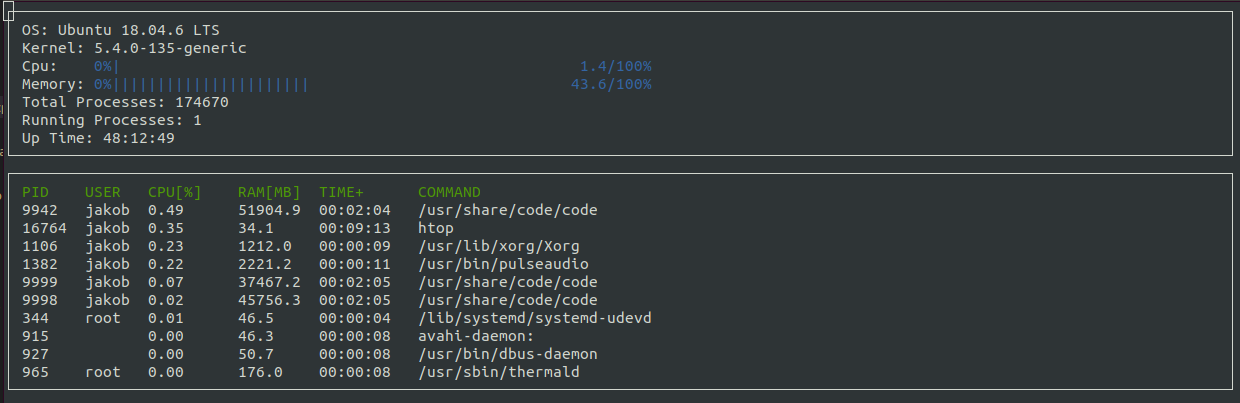 OS: Ubuntu 18.04.6 LTS
Kernel: 5.4.0-135-generic
Cpu: 0%| 1.4/100%
Memory: 0%|||||||||||||||||||||| 43.6/100%
Total Processes: 174670
Running Processes: 1
Up Time: 48:12:49
PID USER CPU[%] RAM[MB] TIME+ COMMAND
9942 jakob 0.49 51904.9 00:02:04 /usr/share/code/code
16764 jakob 0.35 34.1 00:09:13 htop
1106 jakob 0.23 1212.0 00:00:09 /usr/lib/xorg/Xorg
1382 jakob 0.22 2221.2 00:00:11 /usr/bin/pulseaudio
9999 jakob 0.07 37467.2 00:02:05 /usr/share/code/code
9998 jakob 0.02 45756.3 00:02:05 /usr/share/code/code
344 root 0.01 46.5 00:00:04 /lib/systemd/systemd-udevd
915 0.00 46.3 00:00:08 avahi-daemon:
927 0.00 50.7 00:00:08 /usr/bin/dbus-daemon
965 root 0.00 176.0 00:00:08 /usr/sbin/thermald